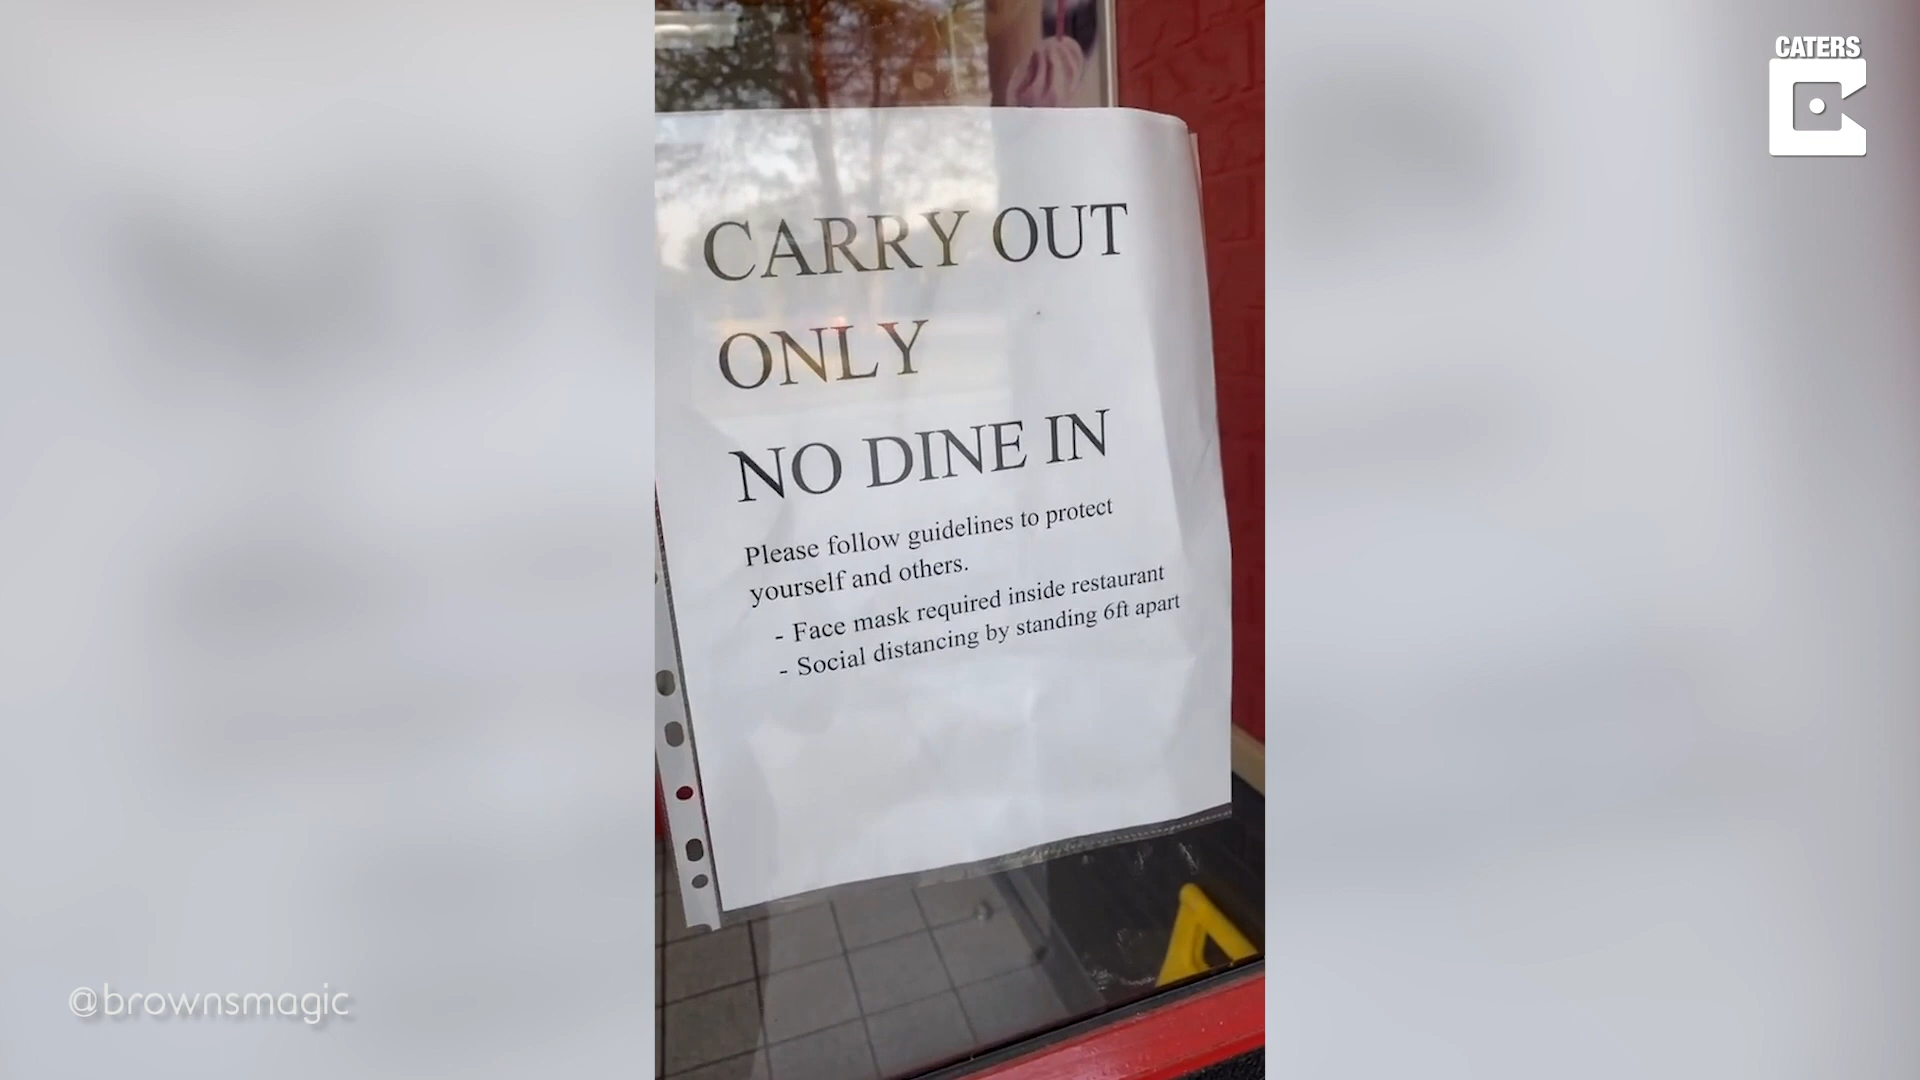 CATERS
CARRY OUT
ONLY
NO DINE IN
Please follow guidelines to protect
yourself and others.
- Face mask required inside restaurant
- Social distancing by standing 6ft apart
@brownsmagic